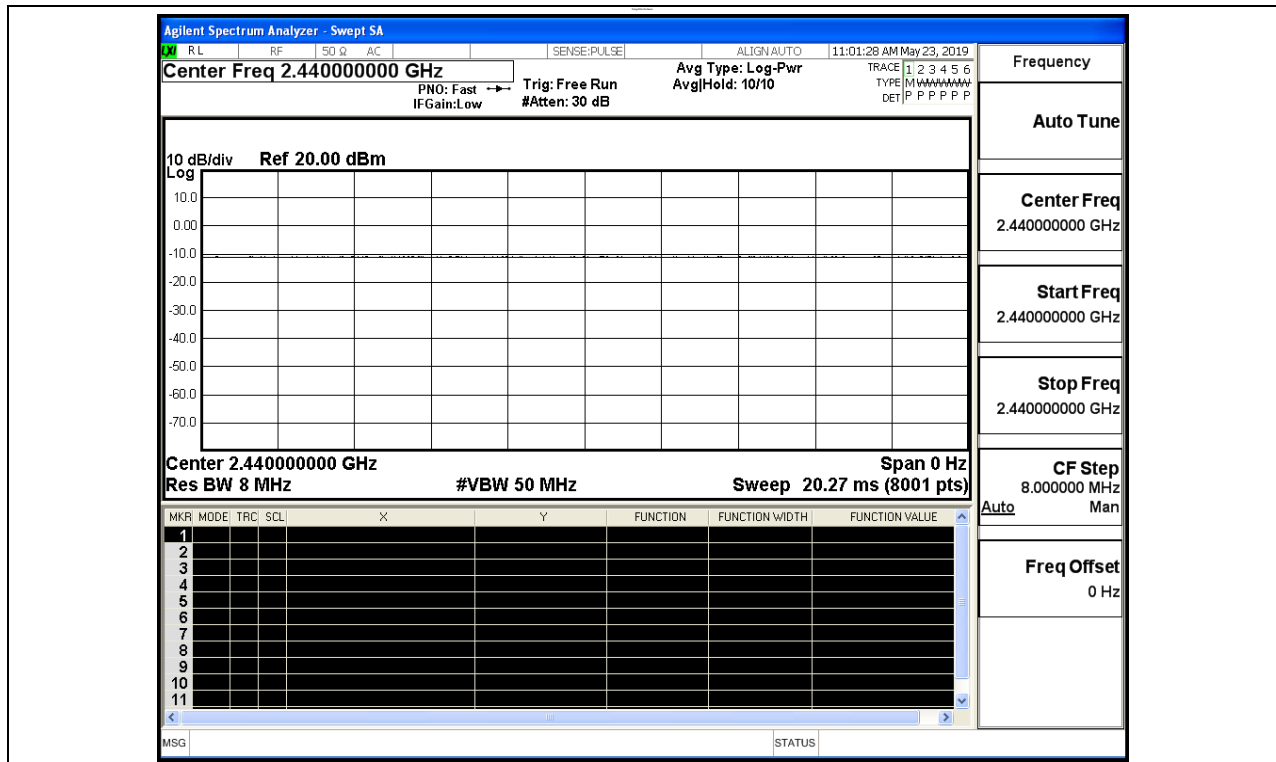 Agilent Spectrum Analyzer - Swept SA
LXI RL RF 50 Ω AC SENSE:PULSE ALIGN AUTO 11:01:28 AM May 23, 2019
Center Freq 2.440000000 GHz
PNO: Fast
IFGain:Low
Trig: Free Run
#Atten: 30 dB
Avg Type: Log-Pwr
Avg|Hold: 10/10
TRACE 1 2 3 4 5 6
TYPE M WWWWW
DET P P P P P P
10 dB/div Ref 20.00 dBm
Log
10.0
0.00
-10.0
-20.0
-30.0
-40.0
-50.0
-60.0
-70.0
Center 2.440000000 GHz Span 0 Hz
Res BW 8 MHz #VBW 50 MHz Sweep 20.27 ms (8001 pts)
MKR MODE TRC SCL X Y FUNCTION FUNCTION WIDTH FUNCTION VALUE
1
2
3
4
5
6
7
8
9
10
11
MSG STATUS
Frequency
Auto Tune
Center Freq
2.440000000 GHz
Start Freq
2.440000000 GHz
Stop Freq
2.440000000 GHz
CF Step
8.000000 MHz
Auto Man
Freq Offset
0 Hz